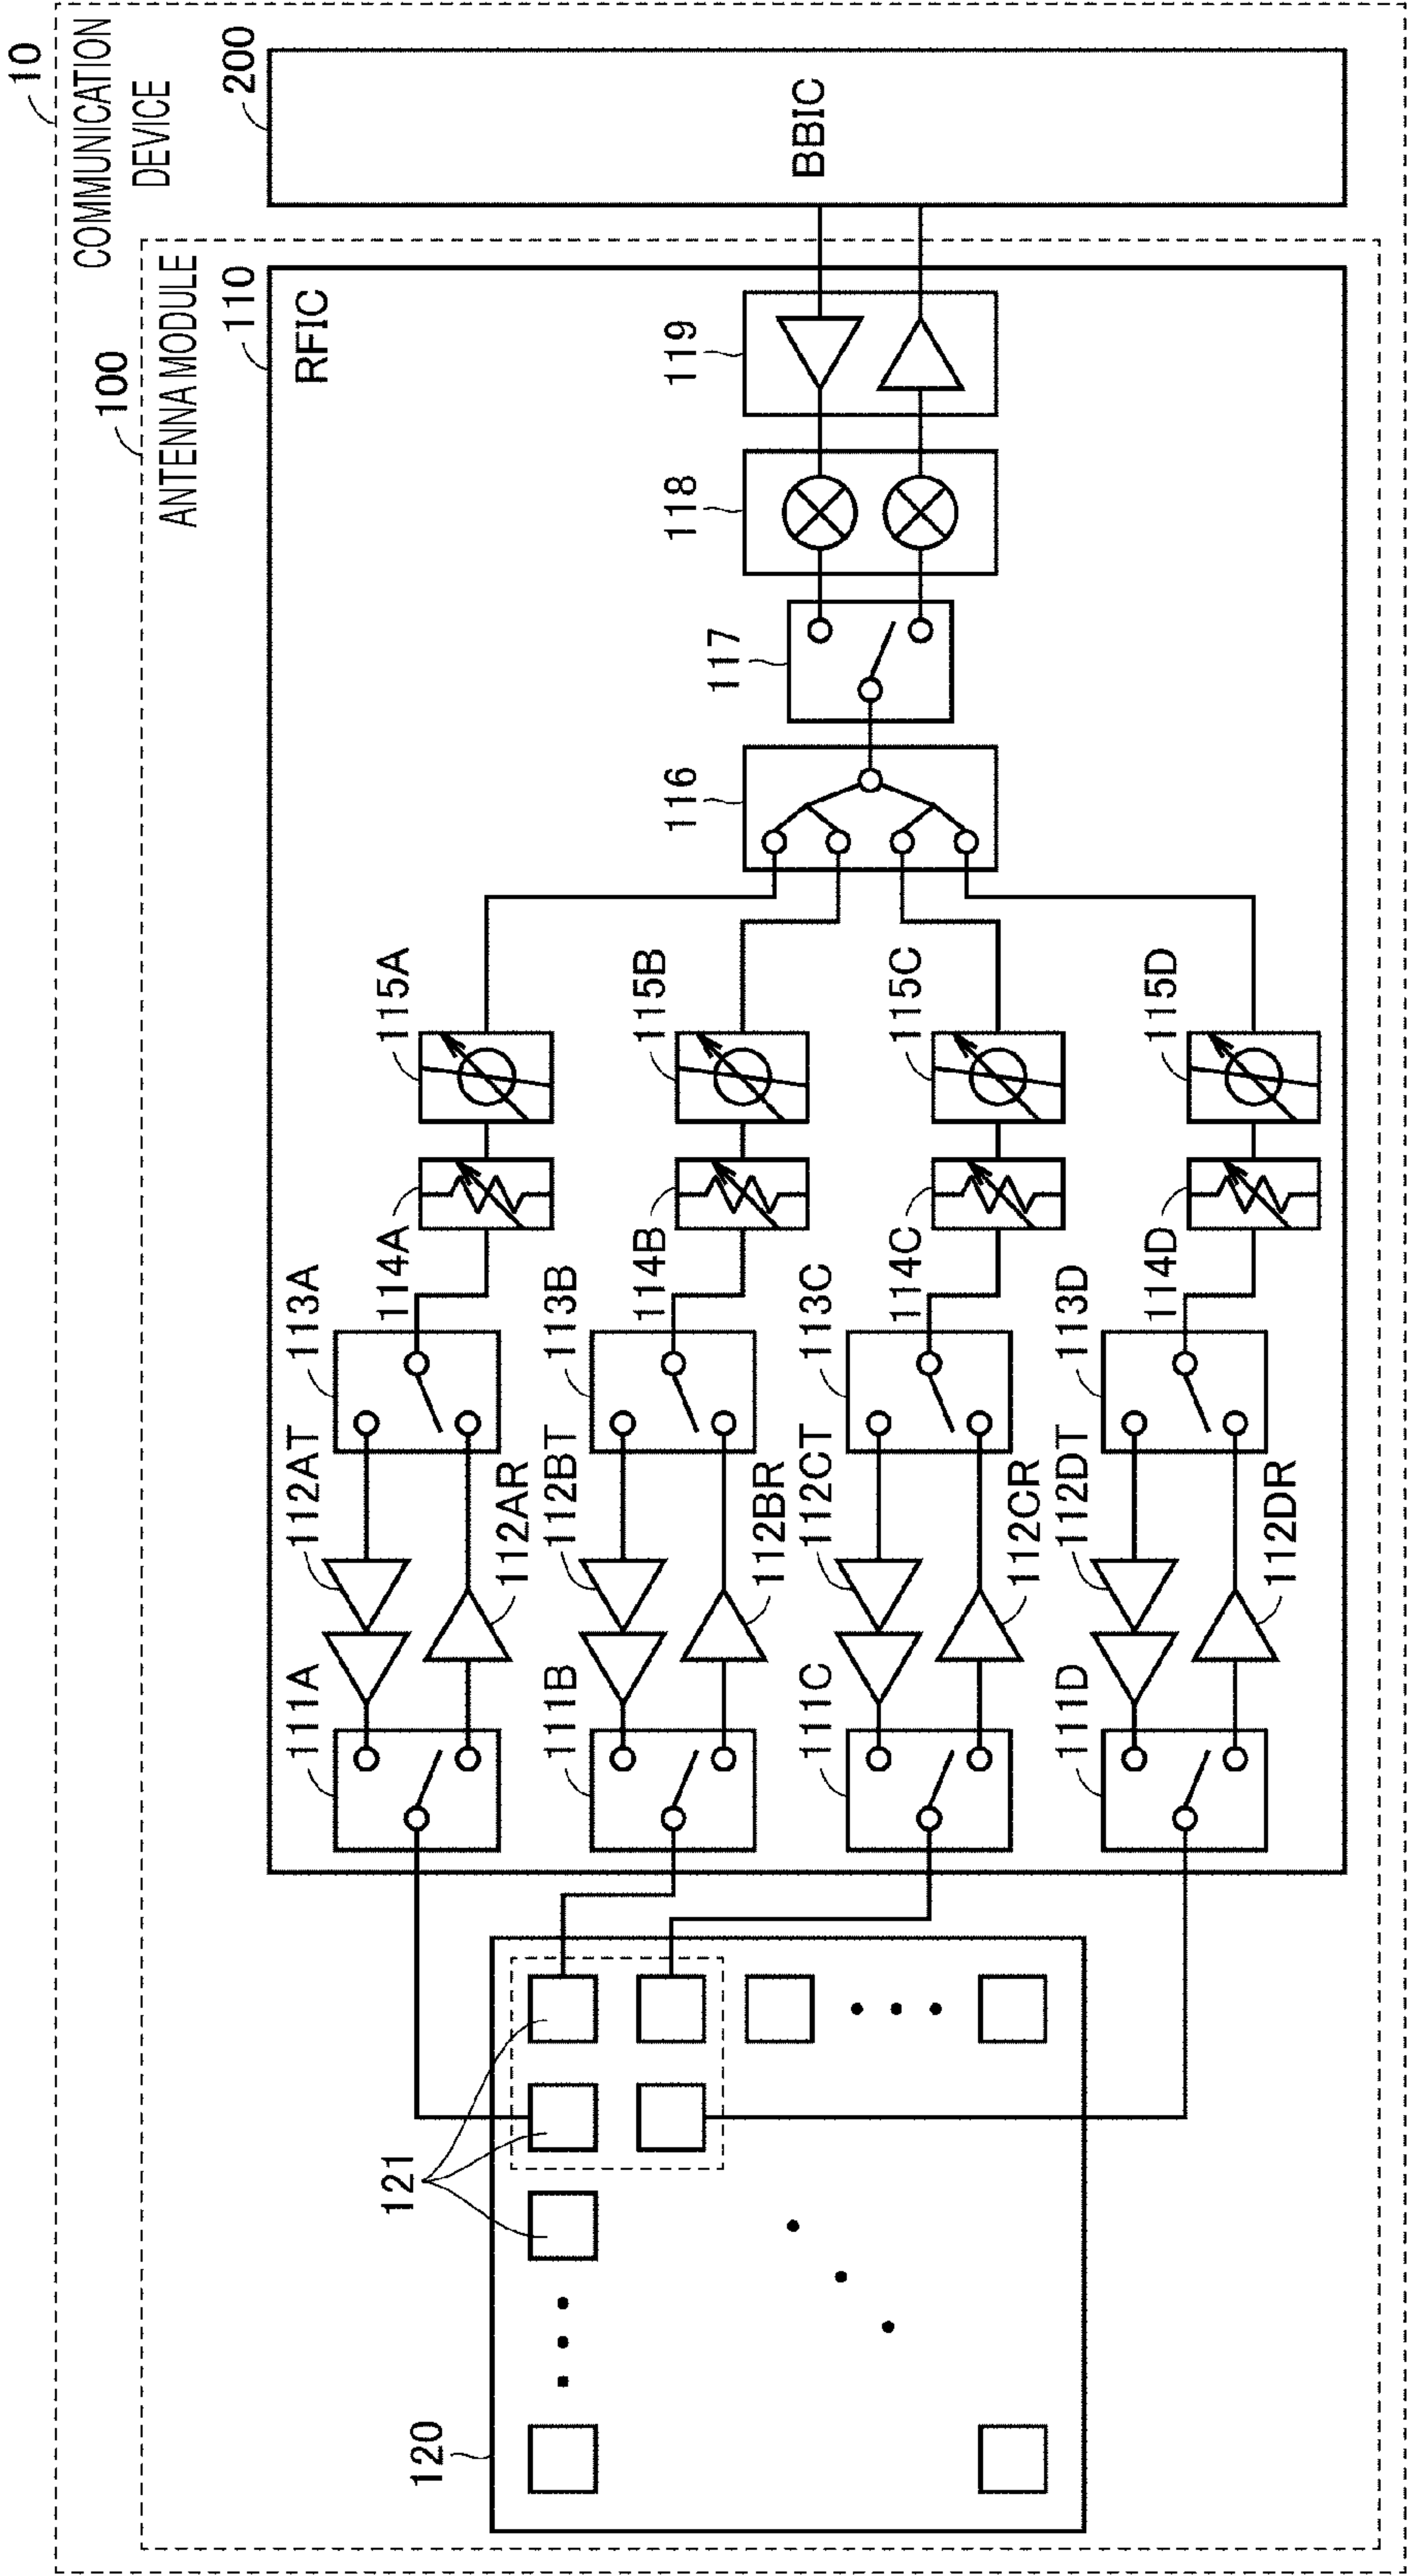 10
COMMUNICATION
DEVICE
100
ANTENNA MODULE
200
BBIC
110
RFIC
111A
112AT
112AR
113A
114A
115A
111B
112BT
112BR
113B
114B
115B
111C
112CT
112CR
113C
114C
115C
111D
112DT
112DR
113D
114D
115D
116
117
118
119
120
121